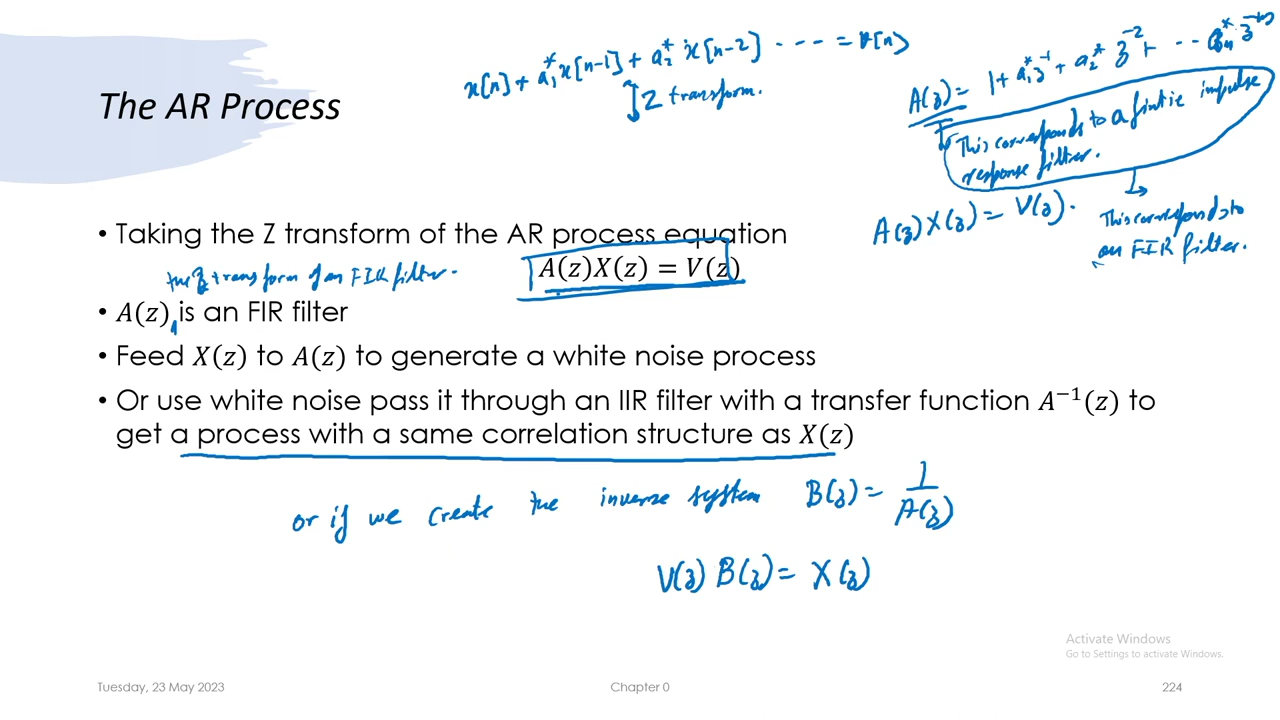 x[n] + a₁* x[n-1] + a₂* x[n-2] ---- = v[n]
Z transform.
A(z) = 1 + a₁* z⁻¹ + a₂* z⁻² + --
This corresponds to a fintie impulse
response filter.
The AR Process
A(z)X(z) = V(z).
This corresponds to
an FIR filter.
• Taking the Z transform of the AR process equation
A(z)X(z) = V(z)
the z transform of an FIR filter.
• A(z) is an FIR filter
• Feed X(z) to A(z) to generate a white noise process
• Or use white noise pass it through an IIR filter with a transfer function A⁻¹(z) to
get a process with a same correlation structure as X(z)
or if we create the inverse system B(z) = 1/A(z)
V(z) B(z) = X(z)
Activate Windows
Go to Settings to activate Windows.
Tuesday, 23 May 2023 Chapter 0 224